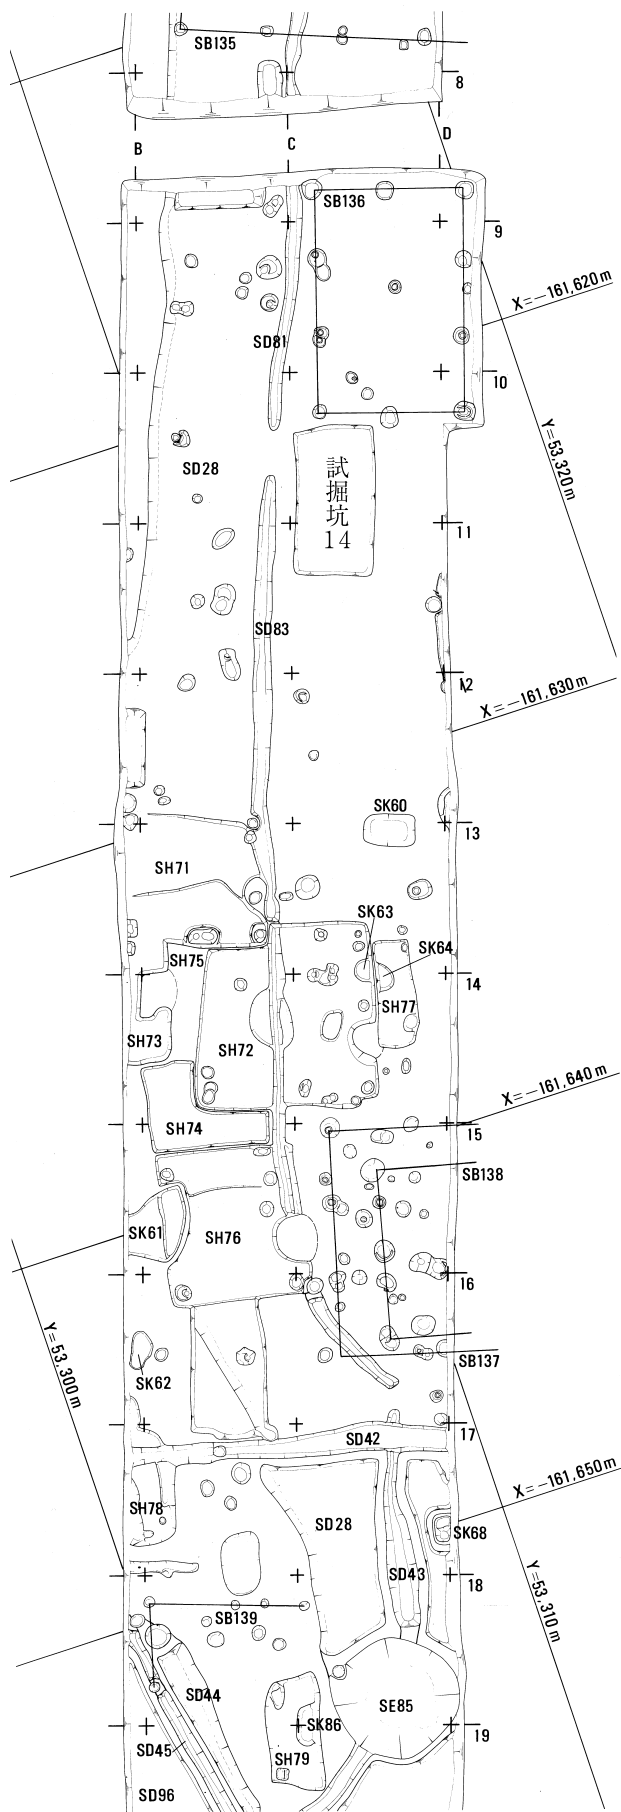 SB135
8
B
C
D
SB136
9
X=-161,620m
SD81
10
Y=53,320m
SD28
試掘坑
14
11
SD83
12
X=-161,630m
SK60
13
SH71
SK63
SK64
SH75
14
SH77
SH73
SH72
X=-161,640m
SH74
15
SB138
SK61
SH76
16
Y=53,300m
SB137
SK62
17
SD42
X=-161,650m
SH78
SD28
SK68
SD43
18
Y=53,310m
SB139
SD44
SE85
SK86
19
SD45
SH79
SD96